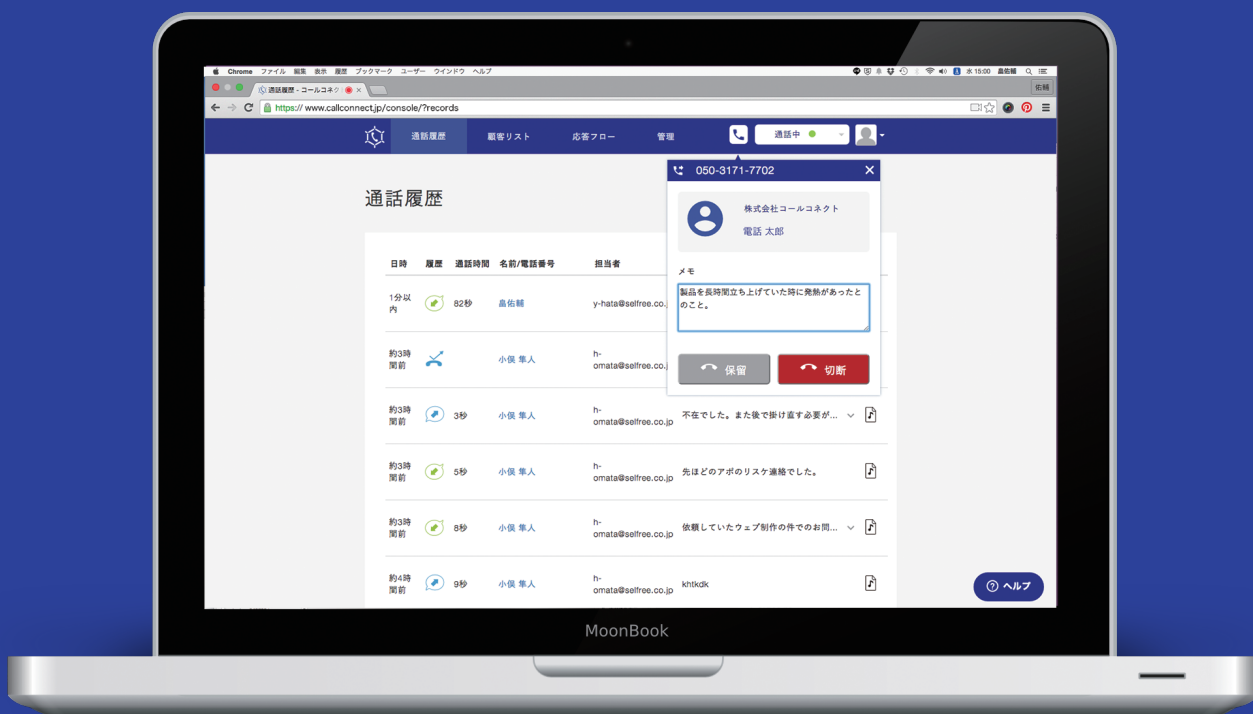 Chrome ファイル 編集 表示 履歴 ブックマーク ユーザー ウインドウ ヘルプ
水 15:00 畠佑輔
通話履歴 - コールコネク
佑輔
https://www.callconnect.jp/console/?records
通話履歴 顧客リスト 応答フロー 管理 通話中
050-3171-7702
株式会社コールコネクト
電話 太郎
メモ
製品を長時間立ち上げていた時に発熱があったと
のこと。
保留 切断
通話履歴
日時 履歴 通話時間 名前/電話番号 担当者
1分以
内
82秒 畠佑輔 y-hata@selfree.co.
約3時
間前
小俣 隼人
h-
omata@selfree.co.j
約3時
間前
3秒 小俣 隼人
h-
omata@selfree.co.jp
不在でした。また後で掛け直す必要が...
約3時
間前
5秒 小俣 隼人
h-
omata@selfree.co.jp
先ほどのアポのリスケ連絡でした。
約3時
間前
8秒 小俣 隼人
h-
omata@selfree.co.jp
依頼していたウェブ制作の件でのお問...
約4時
間前
9秒 小俣 隼人
h-
omata@selfree.co.jp
khtkdk
ヘルプ
MoonBook